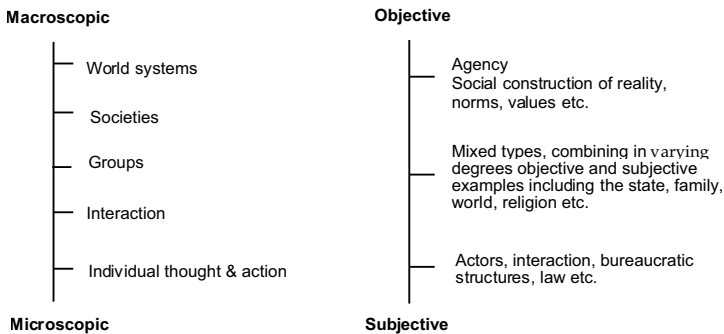 Macroscopic
World systems
Societies
Groups
Interaction
Individual thought & action
Microscopic
Objective
Agency
Social construction of reality,
norms, values etc.
Mixed types, combining in varying
degrees objective and subjective
examples including the state, family,
world, religion etc.
Actors, interaction, bureaucratic
structures, law etc.
Subjective